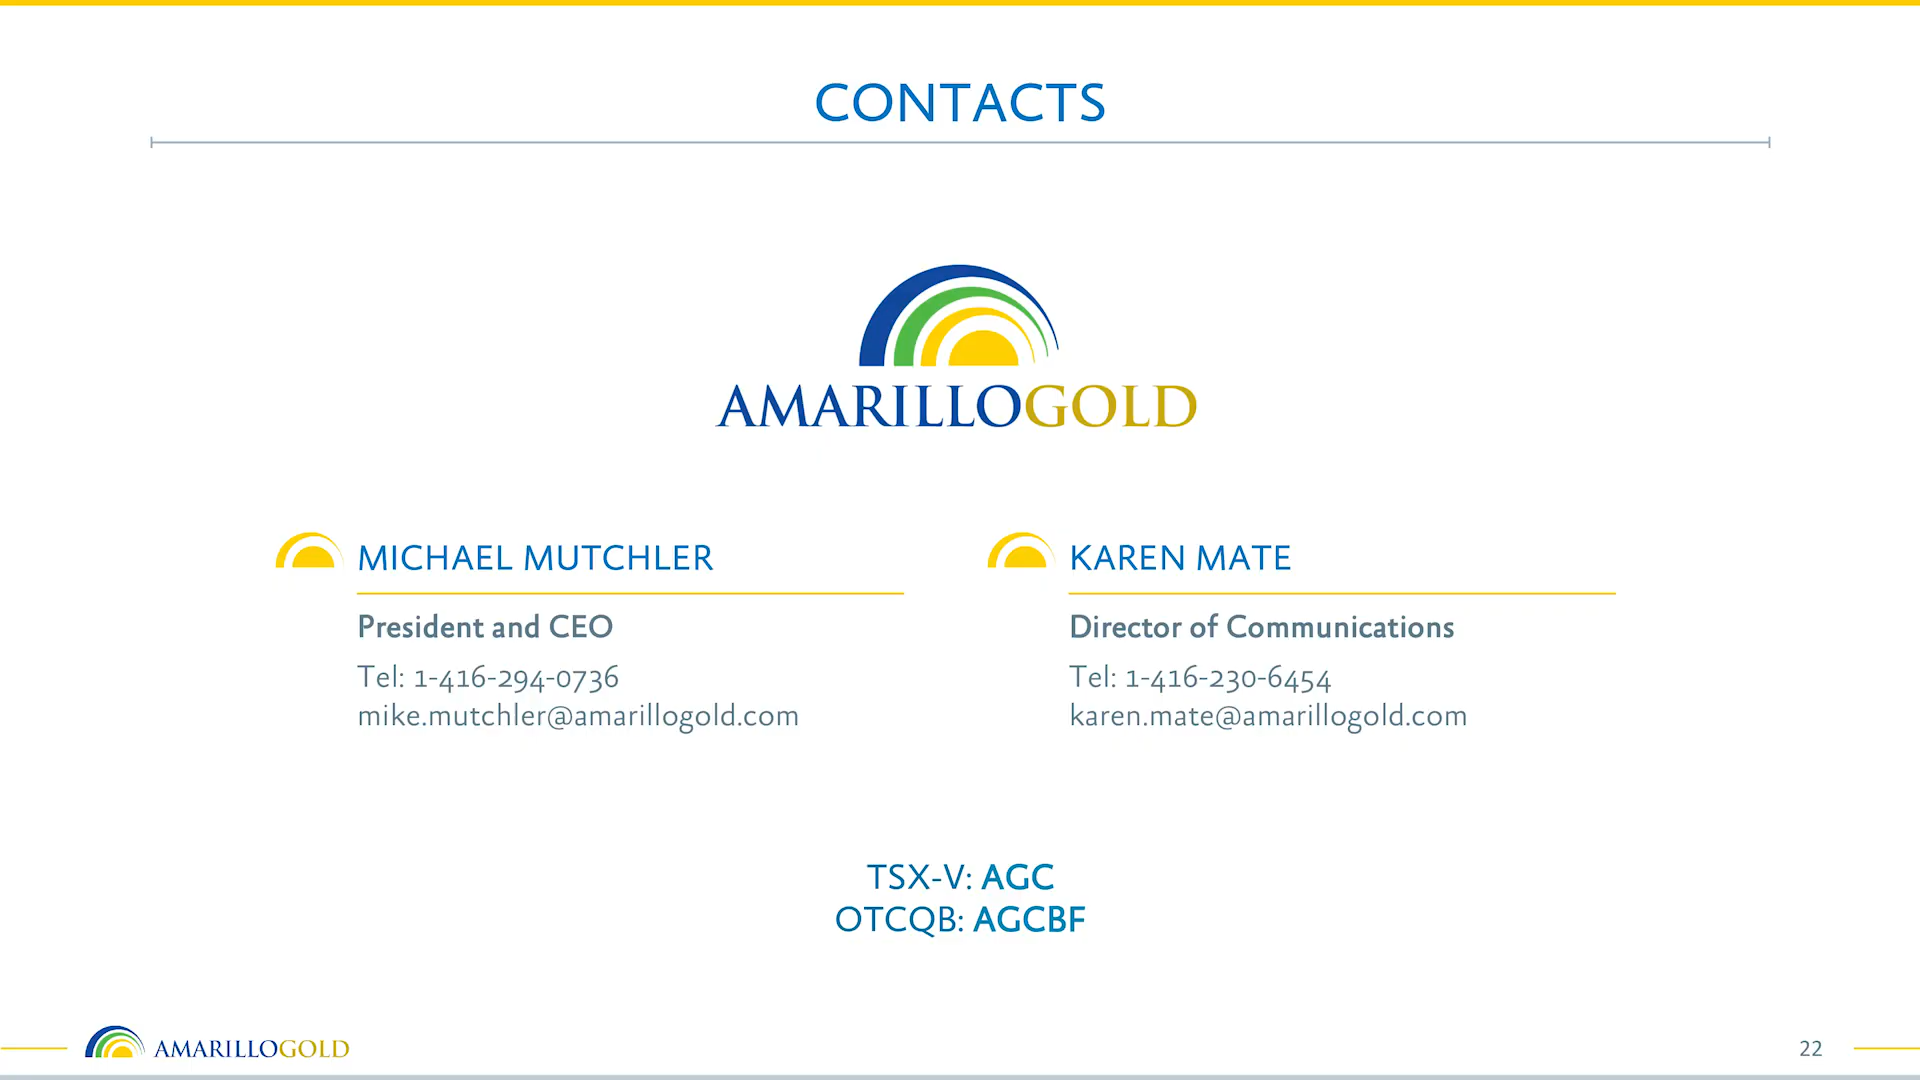 CONTACTS
AMARILLOGOLD
MICHAEL MUTCHLER
President and CEO
Tel: 1-416-294-0736
mike.mutchler@amarillogold.com
KAREN MATE
Director of Communications
Tel: 1-416-230-6454
karen.mate@amarillogold.com
TSX-V: AGC
OTCQB: AGCBF
AMARILLOGOLD
22